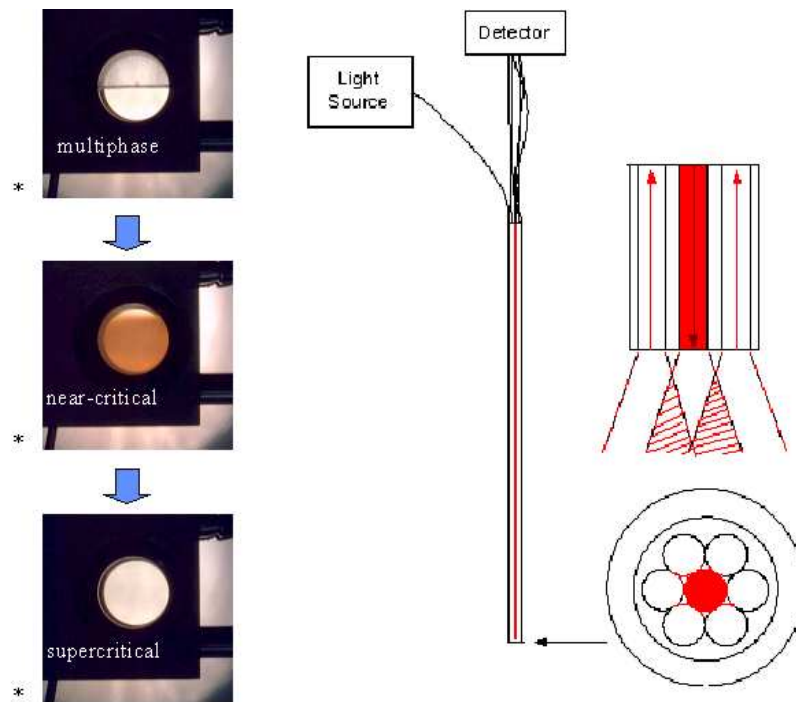 multiphase
*
near-critical
*
supercritical
*
Light
Source
Detector